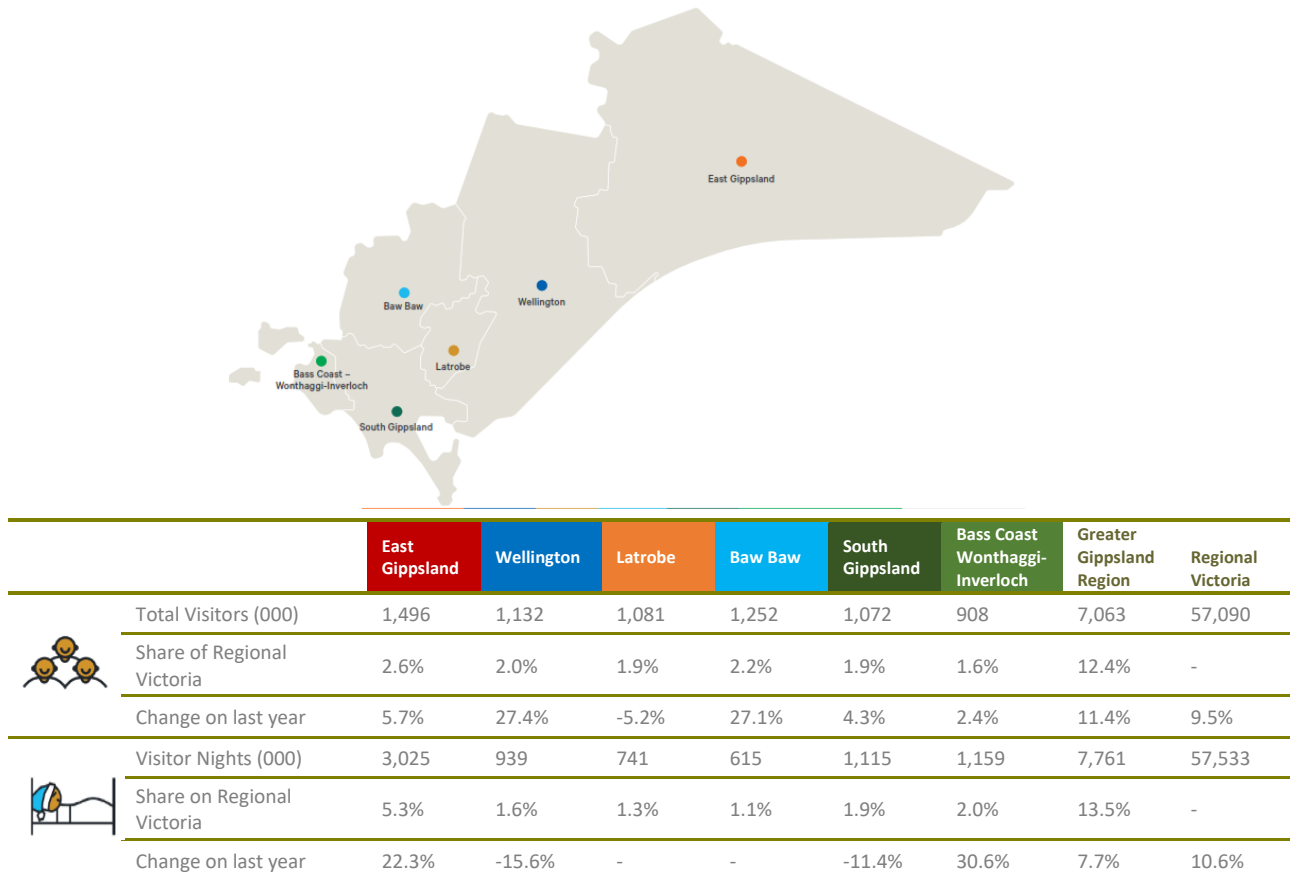 East Gippsland
Wellington
Baw Baw
Latrobe
Bass Coast –
Wonthaggi-Inverloch
South Gippsland
East Gippsland Wellington Latrobe Baw Baw South Gippsland Bass Coast Wonthaggi-Inverloch Greater Gippsland Region Regional Victoria
Total Visitors (000) 1,496 1,132 1,081 1,252 1,072 908 7,063 57,090
Share of Regional Victoria 2.6% 2.0% 1.9% 2.2% 1.9% 1.6% 12.4% -
Change on last year 5.7% 27.4% -5.2% 27.1% 4.3% 2.4% 11.4% 9.5%
Visitor Nights (000) 3,025 939 741 615 1,115 1,159 7,761 57,533
Share on Regional Victoria 5.3% 1.6% 1.3% 1.1% 1.9% 2.0% 13.5% -
Change on last year 22.3% -15.6% - - -11.4% 30.6% 7.7% 10.6%